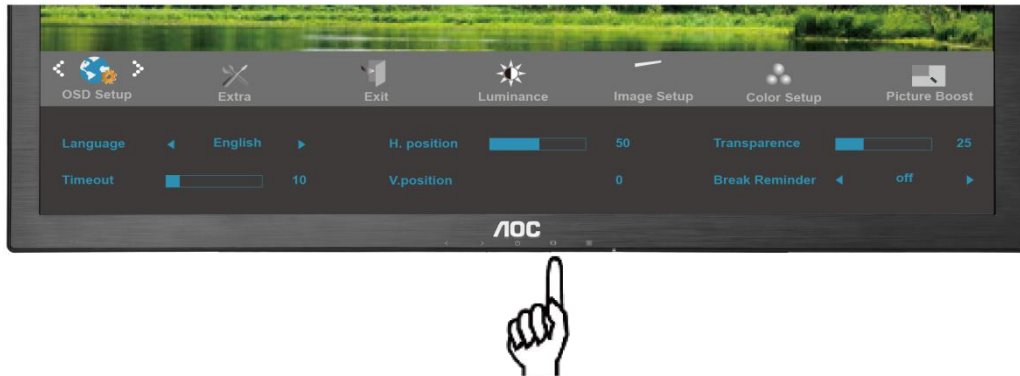 OSD Setup Extra Exit Luminance Image Setup Color Setup Picture Boost
Language English H. position 50 Transparence 25
Timeout 10 V.position 0 Break Reminder off
AOC